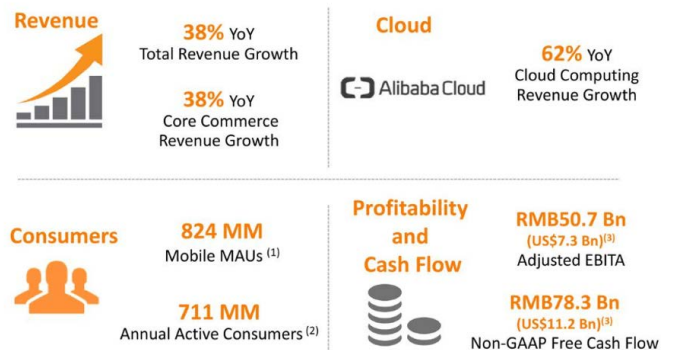 Revenue
38% YoY
Total Revenue Growth
38% YoY
Core Commerce
Revenue Growth
Cloud
Alibaba Cloud
62% YoY
Cloud Computing
Revenue Growth
Consumers
824 MM
Mobile MAUs (1)
711 MM
Annual Active Consumers (2)
Profitability
and
Cash Flow
RMB50.7 Bn
(US$7.3 Bn)(3)
Adjusted EBITA
RMB78.3 Bn
(US$11.2 Bn)(3)
Non-GAAP Free Cash Flow